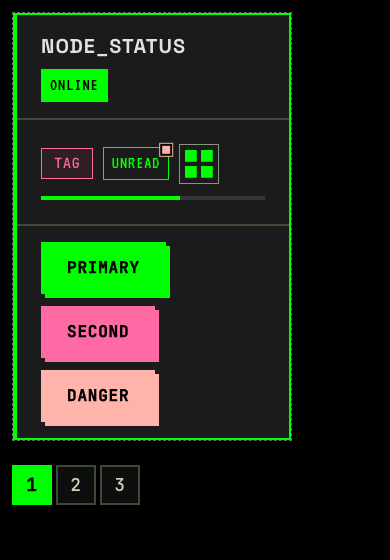 NODE_STATUS
ONLINE
TAG UNREAD
PRIMARY
SECOND
DANGER
1 2 3